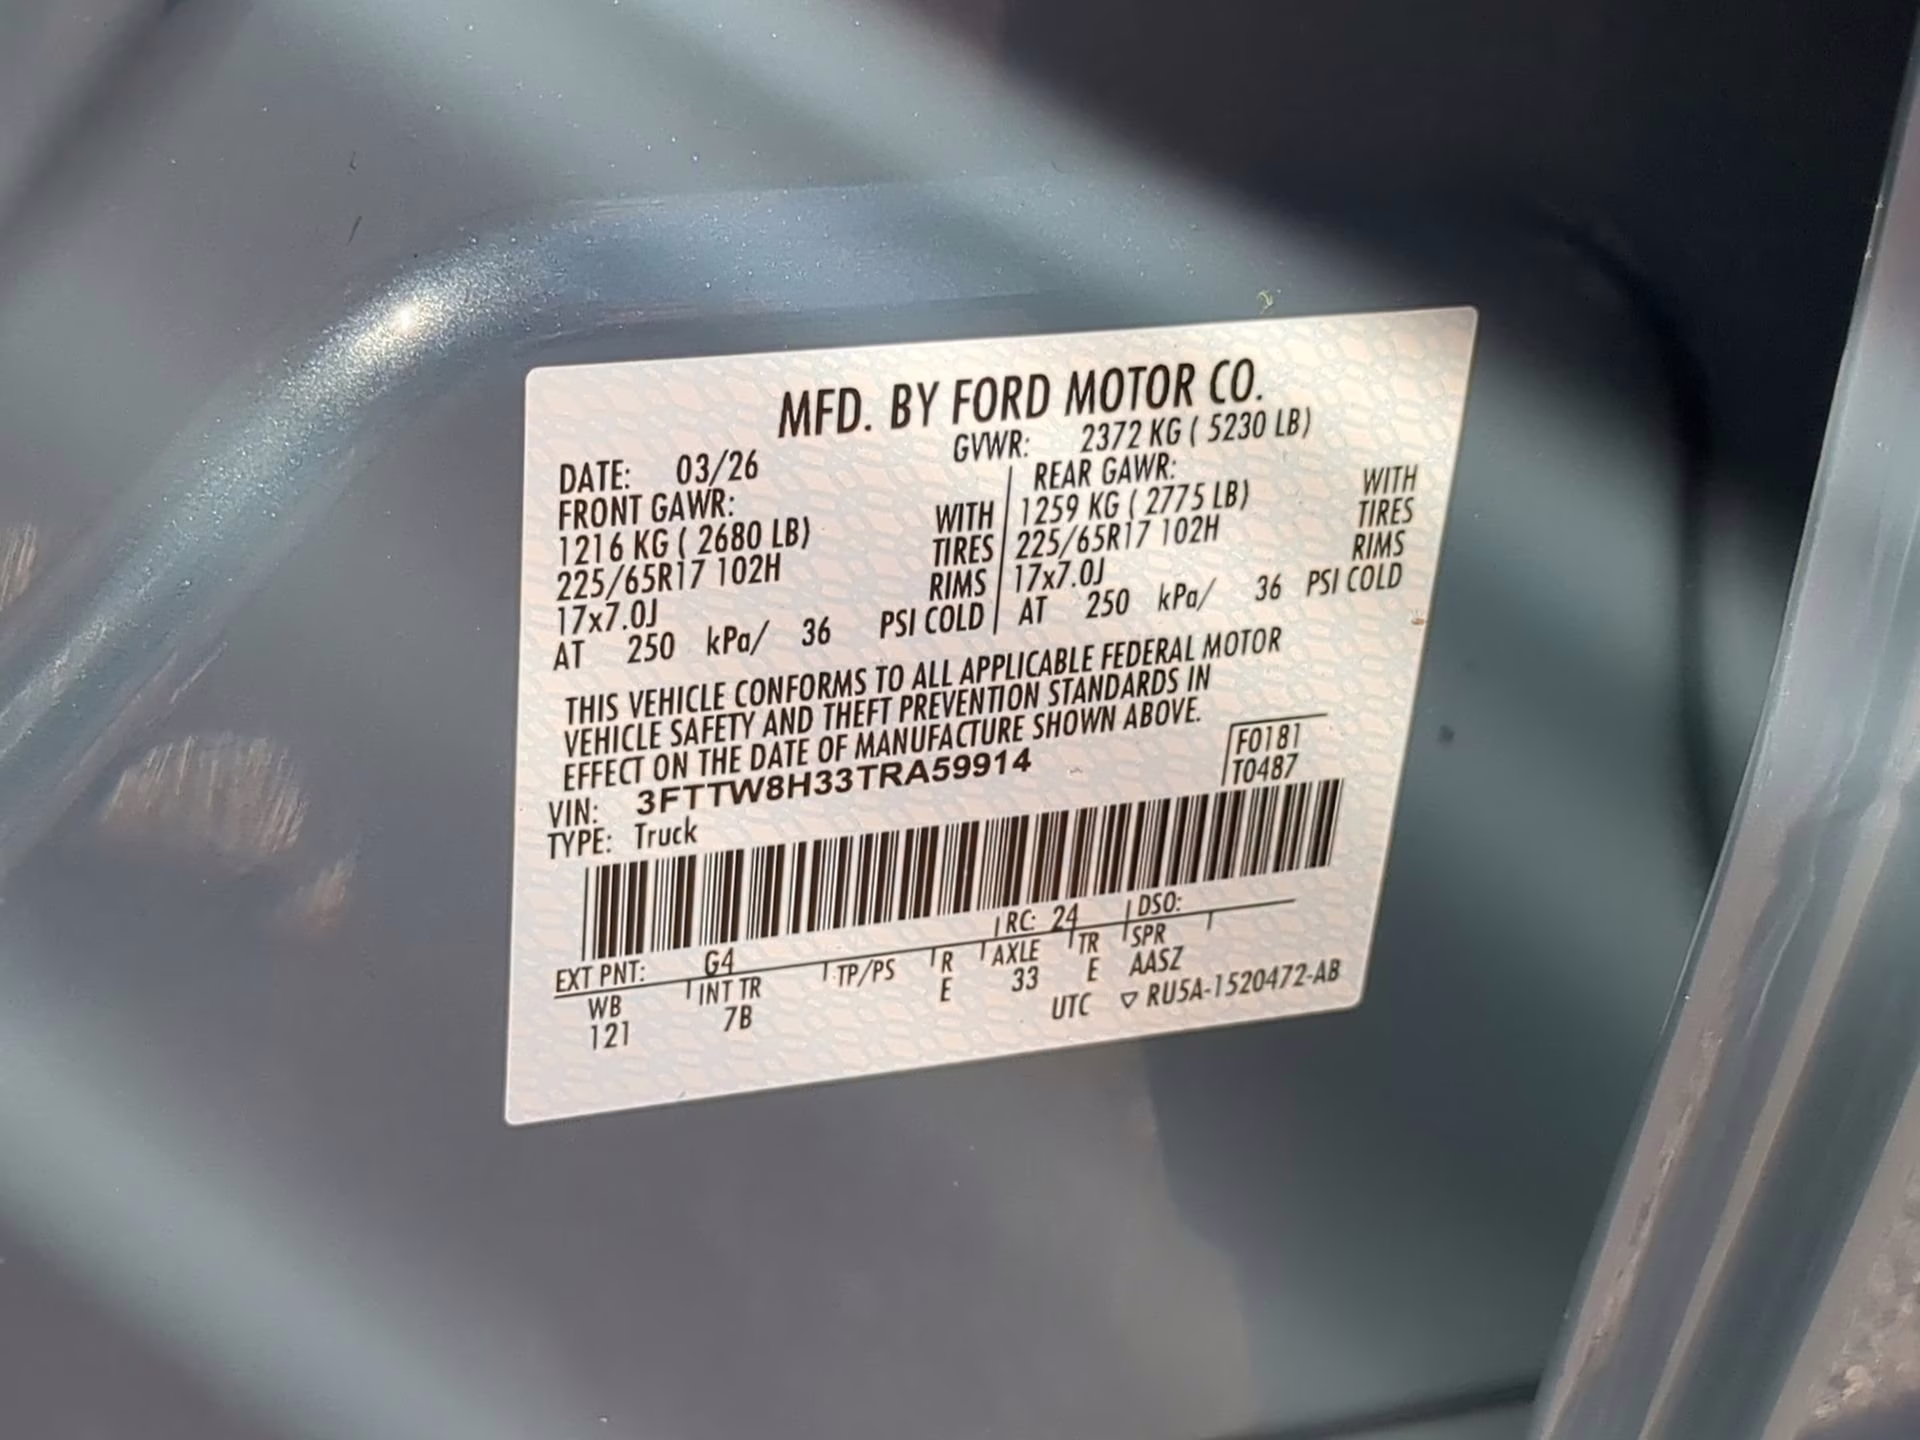 MFD. BY FORD MOTOR CO.
DATE: 03/26 GVWR: 2372 KG ( 5230 LB)
FRONT GAWR: REAR GAWR:
1216 KG ( 2680 LB) WITH 1259 KG ( 2775 LB) WITH
225/65R17 102H TIRES 225/65R17 102H TIRES
17x7.0J RIMS 17x7.0J RIMS
AT 250 kPa/ 36 PSI COLD AT 250 kPa/ 36 PSI COLD
THIS VEHICLE CONFORMS TO ALL APPLICABLE FEDERAL MOTOR
VEHICLE SAFETY AND THEFT PREVENTION STANDARDS IN
EFFECT ON THE DATE OF MANUFACTURE SHOWN ABOVE.
VIN: 3FTTW8H33TRA59914 F0181
TYPE: Truck T0487
EXT PNT: G4 RC: 24 DSO:
WB INT TR TP/PS R AXLE TR SPR
121 7B E 33 E AASZ
UTC ▽ RU5A-1520472-AB